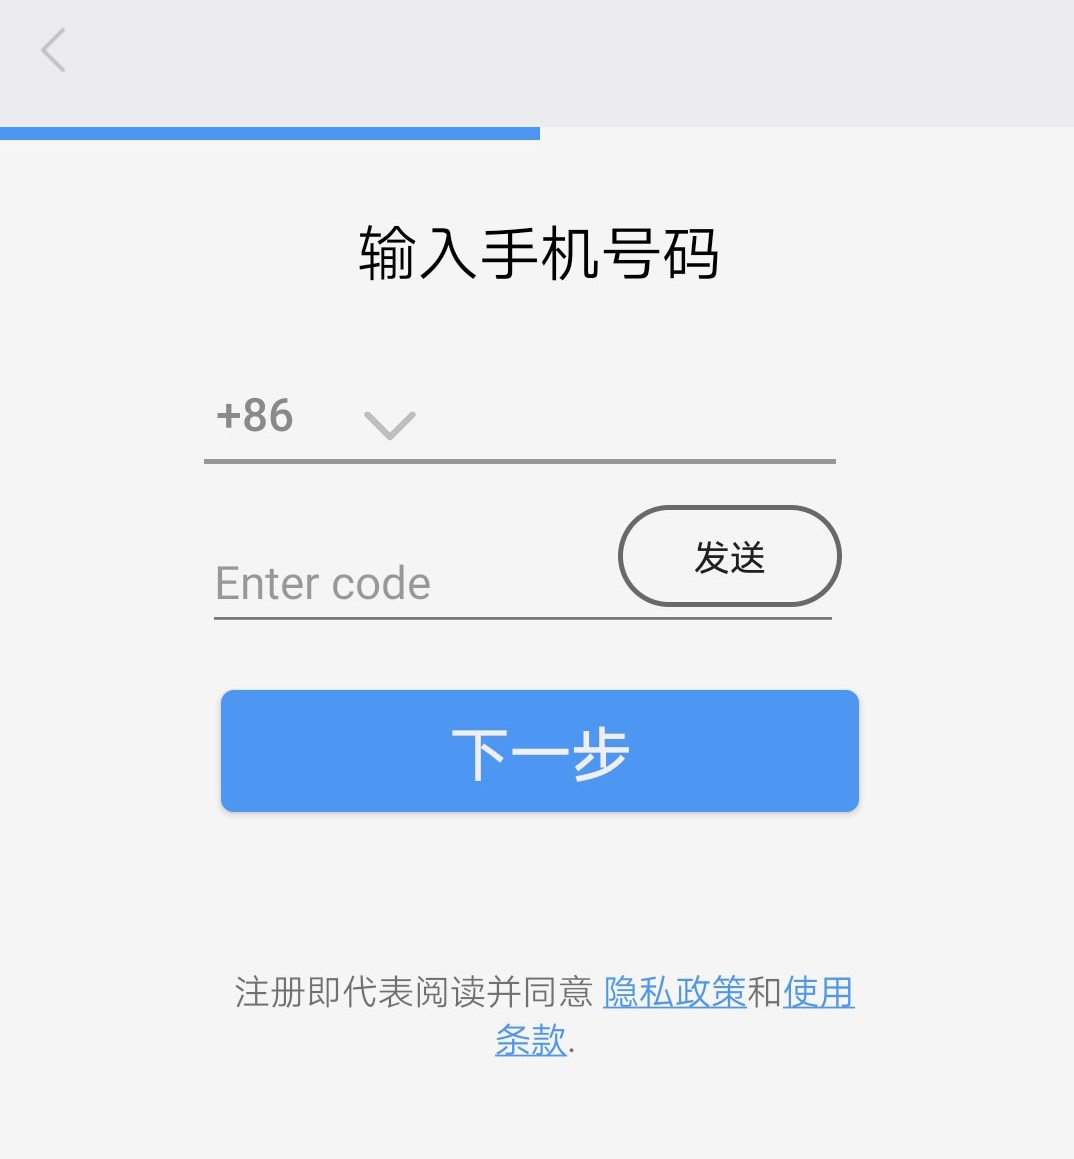 输入手机号码
+86
发送
Enter code
下一步
注册即代表阅读并同意 隐私政策和使用
条款.